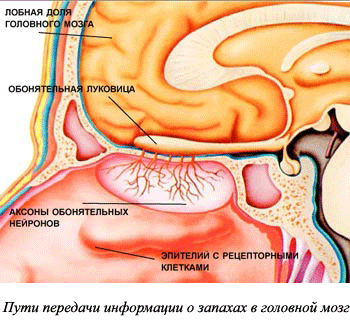 ЛОБНАЯ ДОЛЯ
ГОЛОВНОГО МОЗГА
ОБОНЯТЕЛЬНАЯ ЛУКОВИЦА
АКСОНЫ ОБОНЯТЕЛЬНЫХ
НЕЙРОНОВ
ЭПИТЕЛИЙ С РЕЦЕПТОРНЫМИ
КЛЕТКАМИ
Пути передачи информации о запахах в головной мозг